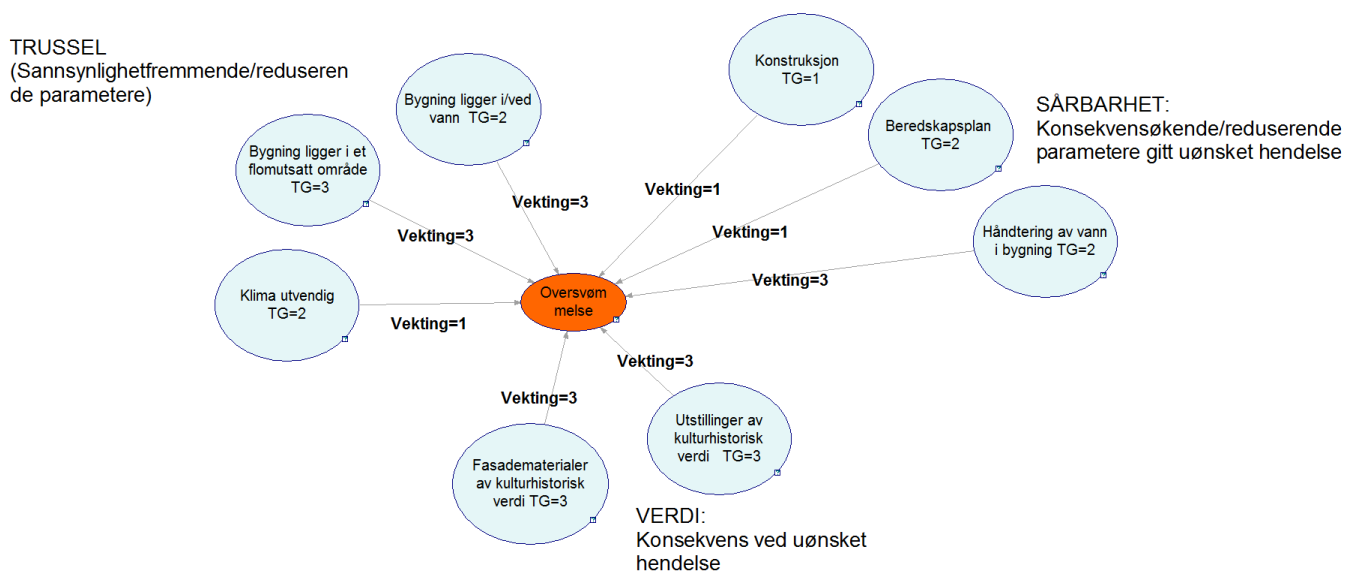 TRUSSEL
(Sannsynlighetfremmende/reduseren
de parametere)
Bygning ligger i/ved
vann TG=2
Konstruksjon
TG=1
Beredskapsplan
TG=2
SÅRBARHET:
Konsekvensøkende/reduserende
parametere gitt uønsket hendelse
Bygning ligger i et
flomutsatt område
TG=3
Vekting=3
Vekting=1
Vekting=3
Vekting=1
Håndtering av vann
i bygning TG=2
Vekting=3
Klima utvendig
TG=2
Vekting=1
Oversvøm
melse
Vekting=3
Vekting=3
Utstillinger av
kulturhistorisk
verdi TG=3
Fasadematerialer
av kulturhistorisk
verdi TG=3
VERDI:
Konsekvens ved uønsket
hendelse